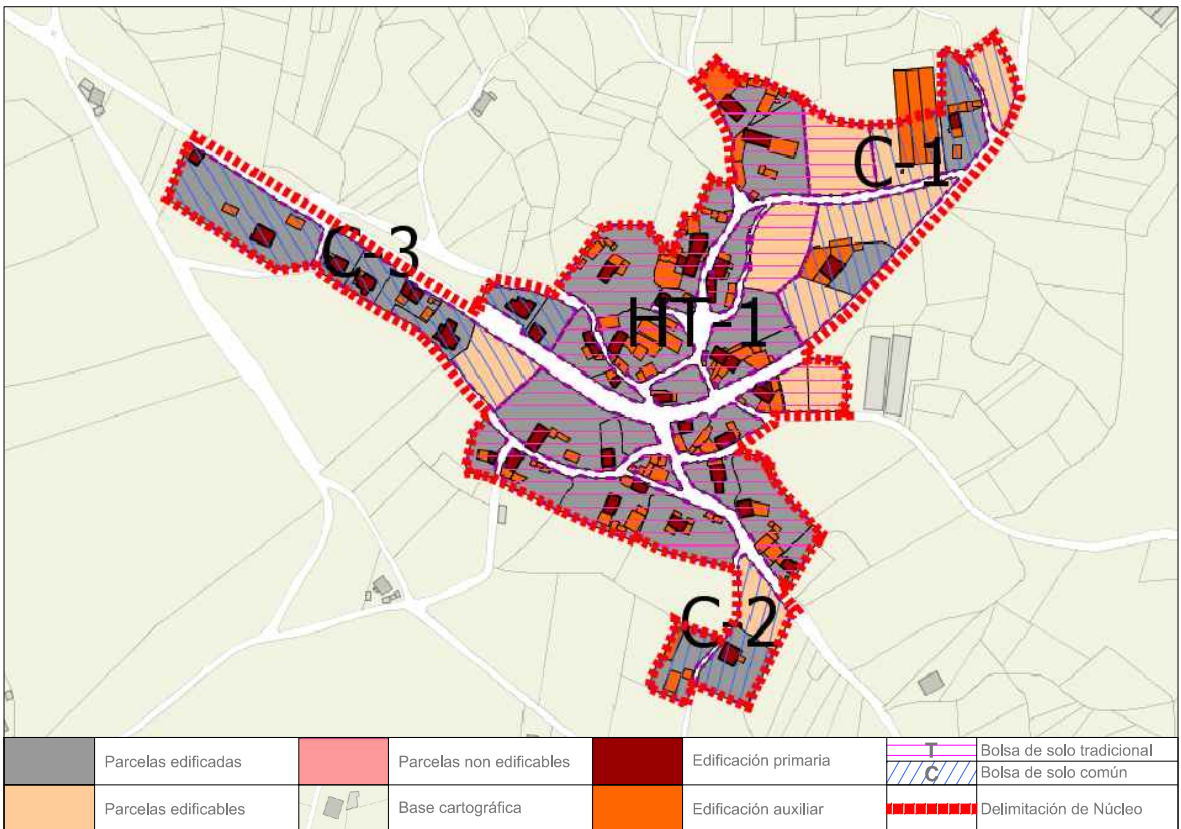 C-1
C-3
HT-1
C-2
Parcelas edificadas
Parcelas non edificables
Edificación primaria
T
Bolsa de solo tradicional
C
Bolsa de solo común
Parcelas edificables
Base cartográfica
Edificación auxiliar
Delimitación de Núcleo